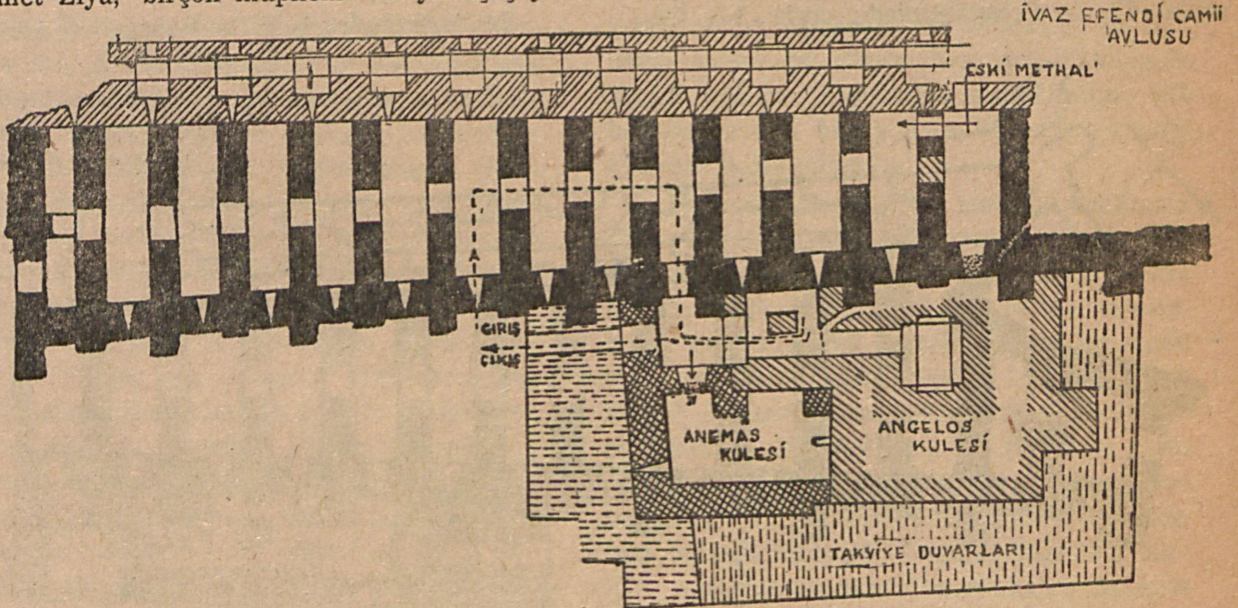 İVAZ EFENDİ CAMİİ
AVLUSU
ESKİ METHAL'
A
GİRİŞ
ÇIKIŞ
ANEMAS
KULESİ
ANGELOS
KULESİ
TAKVİYE DUVARLARI